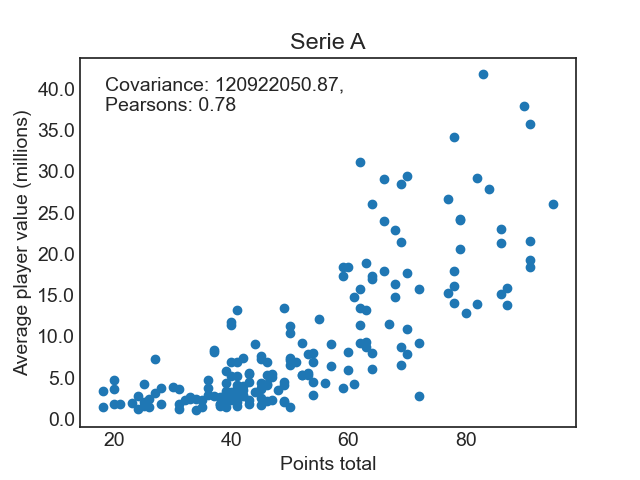 Serie A
Covariance: 120922050.87,
Pearsons: 0.78
Average player value (millions)
40.0
35.0
30.0
25.0
20.0
15.0
10.0
5.0
0.0
20 40 60 80
Points total